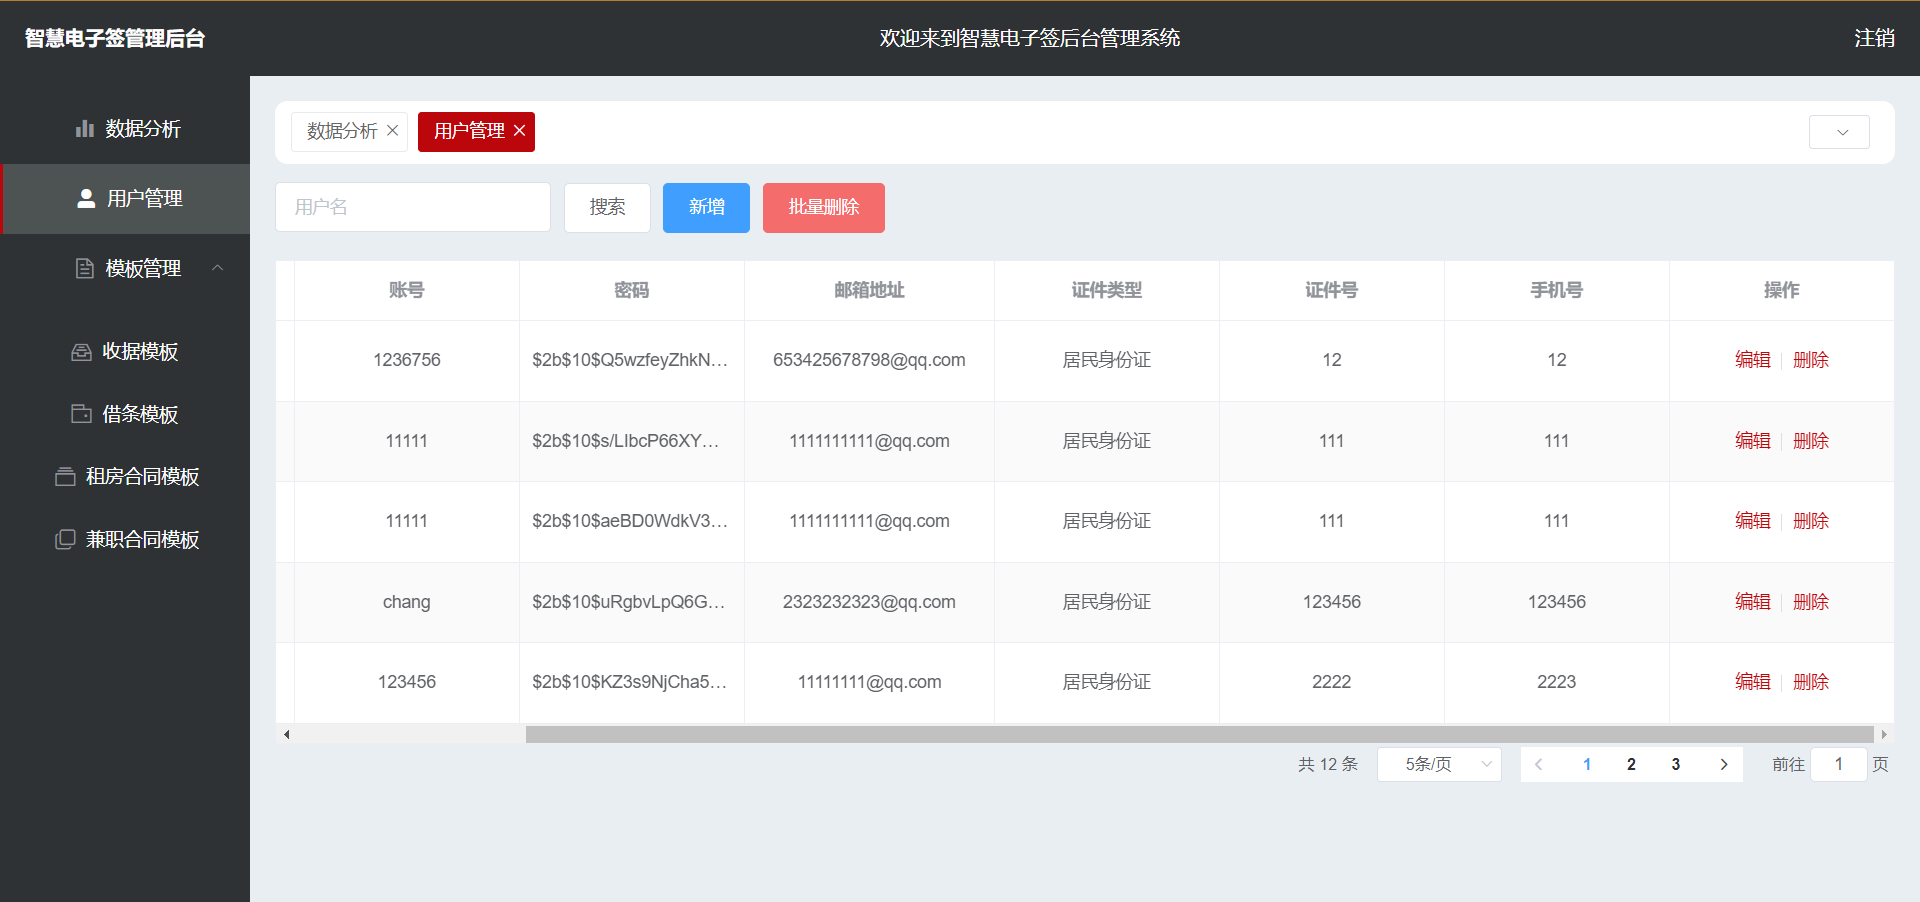 智慧电子签管理后台
欢迎来到智慧电子签后台管理系统
注销
数据分析
用户管理
模板管理
收据模板
借条模板
租房合同模板
兼职合同模板
数据分析
用户管理
用户名
搜索
新增
批量删除
账号 密码 邮箱地址 证件类型 证件号 手机号 操作
1236756 $2b$10$Q5wzfeyZhkN... 653425678798@qq.com 居民身份证 12 12 编辑 删除
11111 $2b$10$s/LIbcP66XY... 1111111111@qq.com 居民身份证 111 111 编辑 删除
11111 $2b$10$aeBD0WdkV3... 1111111111@qq.com 居民身份证 111 111 编辑 删除
chang $2b$10$uRgbvLpQ6G... 2323232323@qq.com 居民身份证 123456 123456 编辑 删除
123456 $2b$10$KZ3s9NjCha5... 11111111@qq.com 居民身份证 2222 2223 编辑 删除
共 12 条 5条/页 1 2 3 前往 1 页